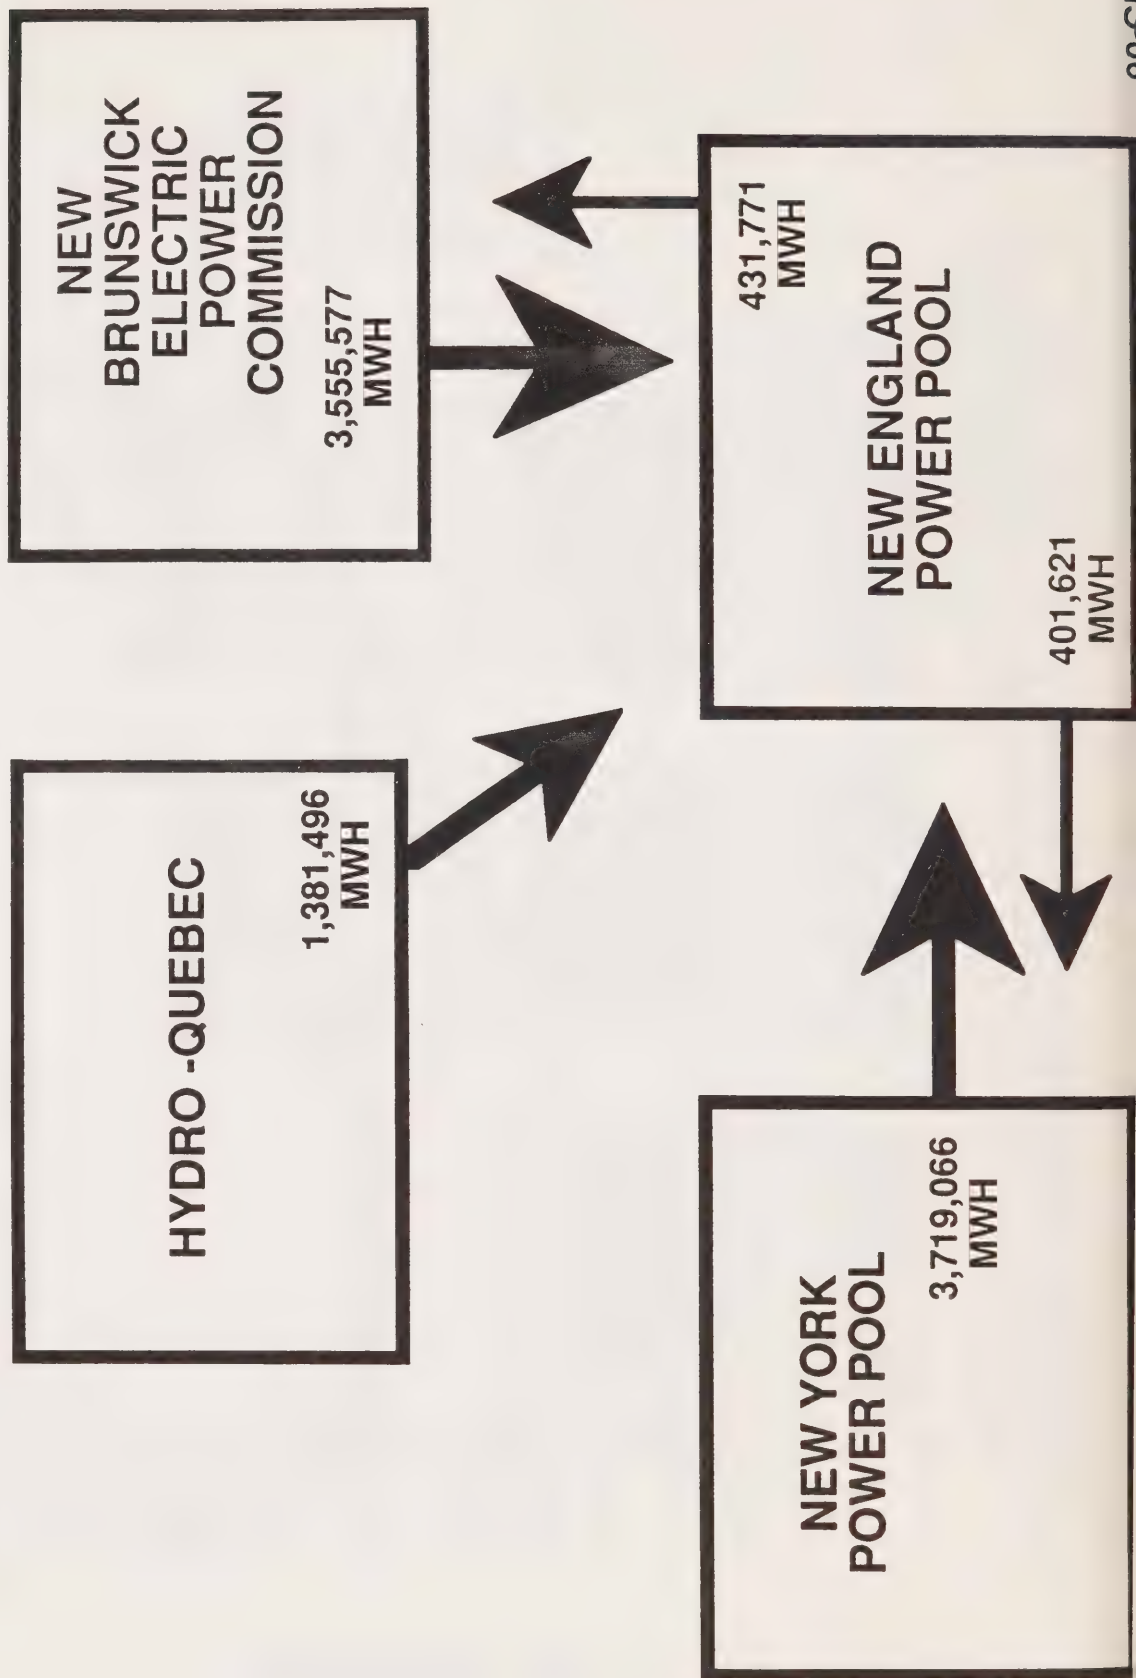 HYDRO -QUEBEC
1,381,496
MWH
NEW
BRUNSWICK
ELECTRIC
POWER
COMMISSION
3,555,577
MWH
NEW YORK
POWER POOL
3,719,066
MWH
431,771
MWH
NEW ENGLAND
POWER POOL
401,621
MWH